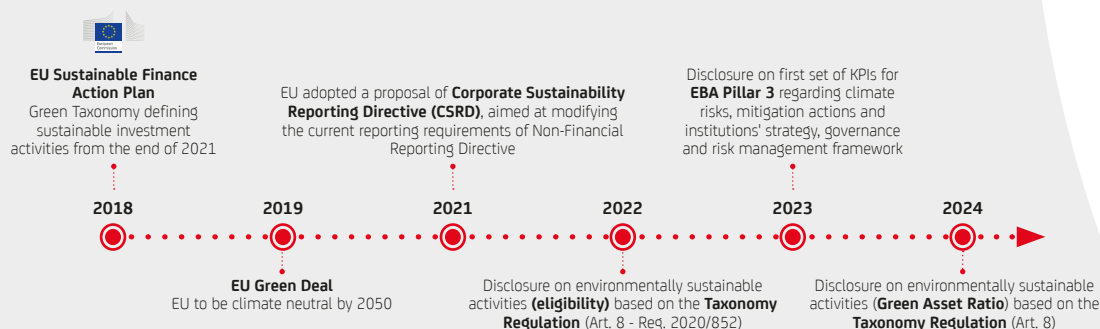 European
Commission
EU Sustainable Finance
Action Plan
Green Taxonomy defining
sustainable investment
activities from the end of 2021
EU adopted a proposal of Corporate Sustainability
Reporting Directive (CSRD), aimed at modifying
the current reporting requirements of Non-Financial
Reporting Directive
Disclosure on first set of KPIs for
EBA Pillar 3 regarding climate
risks, mitigation actions and
institutions' strategy, governance
and risk management framework
2018
2019
2021
2022
2023
2024
EU Green Deal
EU to be climate neutral by 2050
Disclosure on environmentally sustainable
activities (eligibility) based on the Taxonomy
Regulation (Art. 8 - Reg. 2020/852)
Disclosure on environmentally sustainable
activities (Green Asset Ratio) based on the
Taxonomy Regulation (Art. 8)